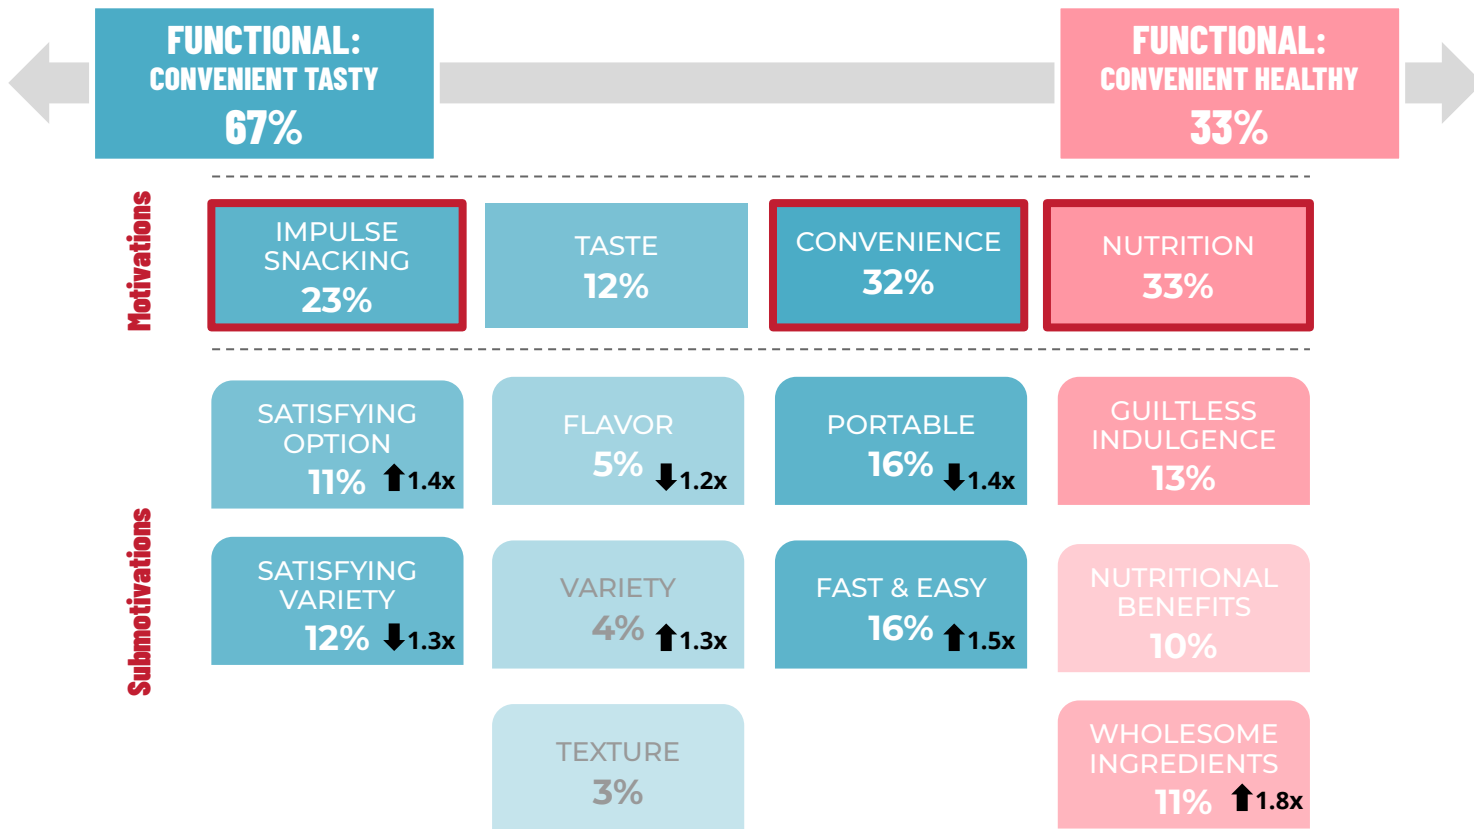 FUNCTIONAL:
CONVENIENT TASTY
67%
FUNCTIONAL:
CONVENIENT HEALTHY
33%
Motivations
IMPULSE
SNACKING
23%
TASTE
12%
CONVENIENCE
32%
NUTRITION
33%
Submotivations
SATISFYING
OPTION
11% 1.4x
FLAVOR
5% 1.2x
PORTABLE
16% 1.4x
GUILTLESS
INDULGENCE
13%
SATISFYING
VARIETY
12% 1.3x
VARIETY
4% 1.3x
FAST & EASY
16% 1.5x
NUTRITIONAL
BENEFITS
10%
TEXTURE
3%
WHOLESOME
INGREDIENTS
11% 1.8x